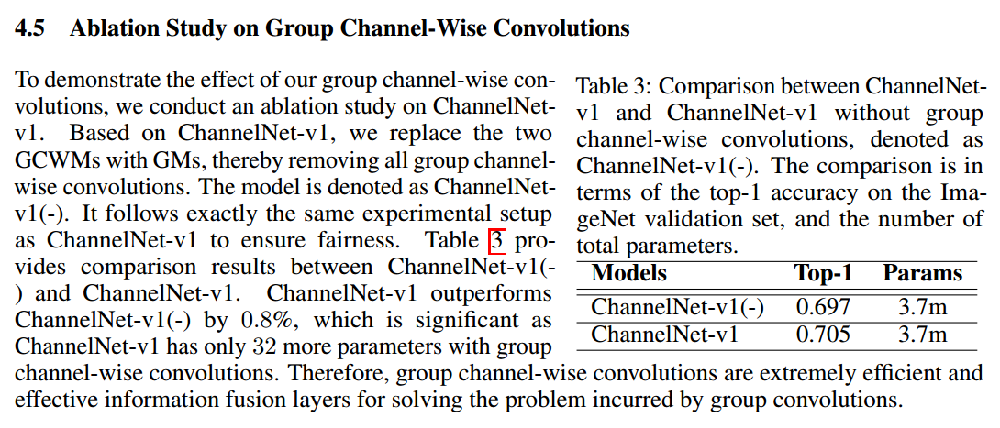 4.5 Ablation Study on Group Channel-Wise Convolutions
To demonstrate the effect of our group channel-wise con-
volutions, we conduct an ablation study on ChannelNet-
v1. Based on ChannelNet-v1, we replace the two
GCWMs with GMs, thereby removing all group channel-
wise convolutions. The model is denoted as ChannelNet-
v1(-). It follows exactly the same experimental setup
as ChannelNet-v1 to ensure fairness. Table 3 pro-
vides comparison results between ChannelNet-v1(-
) and ChannelNet-v1. ChannelNet-v1 outperforms
ChannelNet-v1(-) by 0.8%, which is significant as
ChannelNet-v1 has only 32 more parameters with group
channel-wise convolutions. Therefore, group channel-wise convolutions are extremely efficient and
effective information fusion layers for solving the problem incurred by group convolutions.
Table 3: Comparison between ChannelNet-
v1 and ChannelNet-v1 without group
channel-wise convolutions, denoted as
ChannelNet-v1(-). The comparison is in
terms of the top-1 accuracy on the Ima-
geNet validation set, and the number of
total parameters.
Models Top-1 Params
ChannelNet-v1(-) 0.697 3.7m
ChannelNet-v1 0.705 3.7m